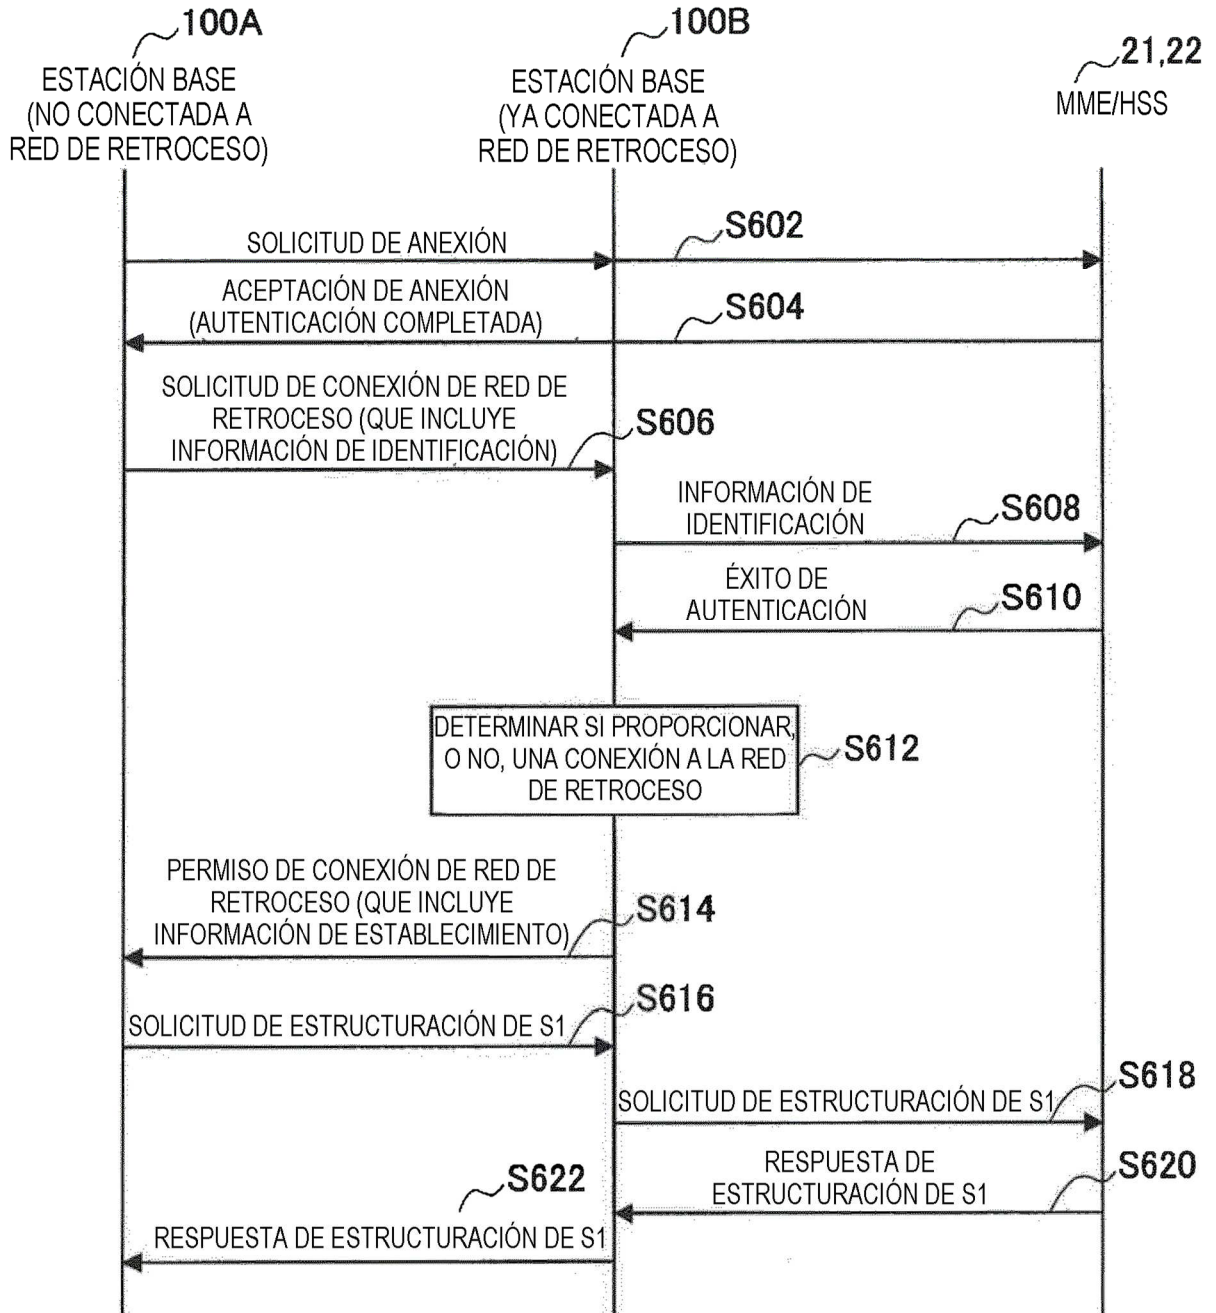 100A
ESTACIÓN BASE
(NO CONECTADA A
RED DE RETROCESO)
100B
ESTACIÓN BASE
(YA CONECTADA A
RED DE RETROCESO)
21,22
MME/HSS
SOLICITUD DE ANEXIÓN
S602
ACEPTACIÓN DE ANEXIÓN
(AUTENTICACIÓN COMPLETADA)
S604
SOLICITUD DE CONEXIÓN DE RED DE
RETROCESO (QUE INCLUYE
INFORMACIÓN DE IDENTIFICACIÓN)
S606
INFORMACIÓN DE
IDENTIFICACIÓN
S608
ÉXITO DE
AUTENTICACIÓN
S610
DETERMINAR SI PROPORCIONAR,
O NO, UNA CONEXIÓN A LA RED
DE RETROCESO
S612
PERMISO DE CONEXIÓN DE RED DE
RETROCESO (QUE INCLUYE
INFORMACIÓN DE ESTABLECIMIENTO)
S614
SOLICITUD DE ESTRUCTURACIÓN DE S1
S616
SOLICITUD DE ESTRUCTURACIÓN DE S1
S618
RESPUESTA DE
ESTRUCTURACIÓN DE S1
S620
S622
RESPUESTA DE ESTRUCTURACIÓN DE S1